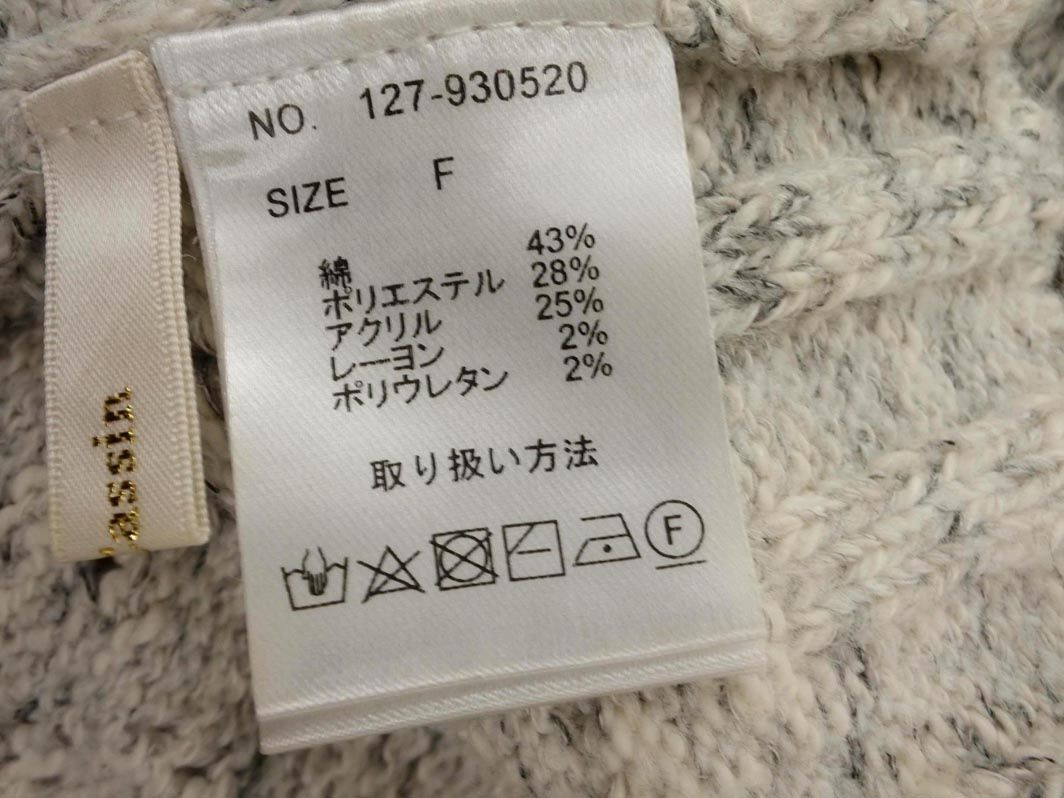 NO. 127-930520
SIZE F
綿 43%
ポリエステル 28%
アクリル 25%
レーヨン 2%
ポリウレタン 2%
取り扱い方法
F
assin